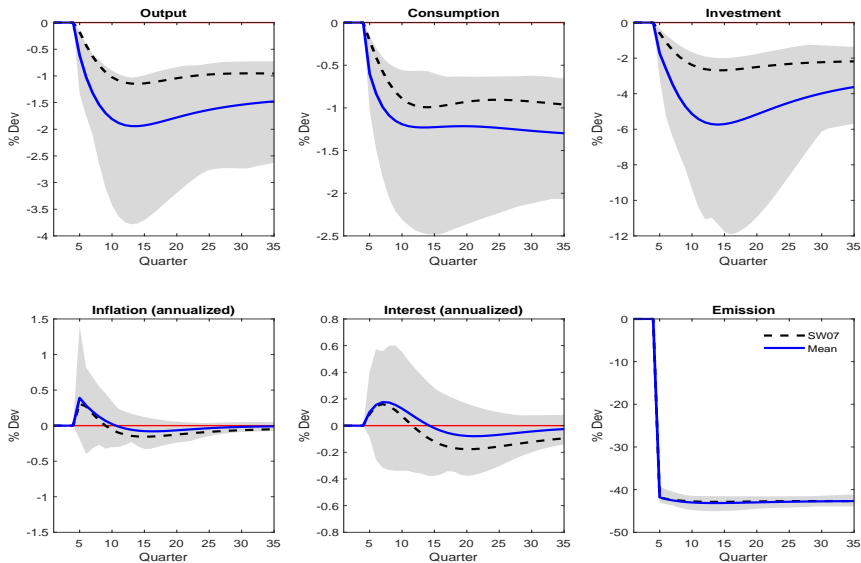 Output
% Dev
0
-0.5
-1
-1.5
-2
-2.5
-3
-3.5
-4
5 10 15 20 25 30 35
Quarter
Consumption
% Dev
0
-0.5
-1
-1.5
-2
-2.5
5 10 15 20 25 30 35
Quarter
Investment
% Dev
0
-2
-4
-6
-8
-10
-12
5 10 15 20 25 30 35
Quarter
Inflation (annualized)
% Dev
1.5
1
0.5
0
-0.5
-1
-1.5
5 10 15 20 25 30 35
Quarter
Interest (annualized)
% Dev
0.8
0.6
0.4
0.2
0
-0.2
-0.4
-0.6
-0.8
5 10 15 20 25 30 35
Quarter
Emission
% Dev
0
-10
-20
-30
-40
-50
SW07
Mean
5 10 15 20 25 30 35
Quarter